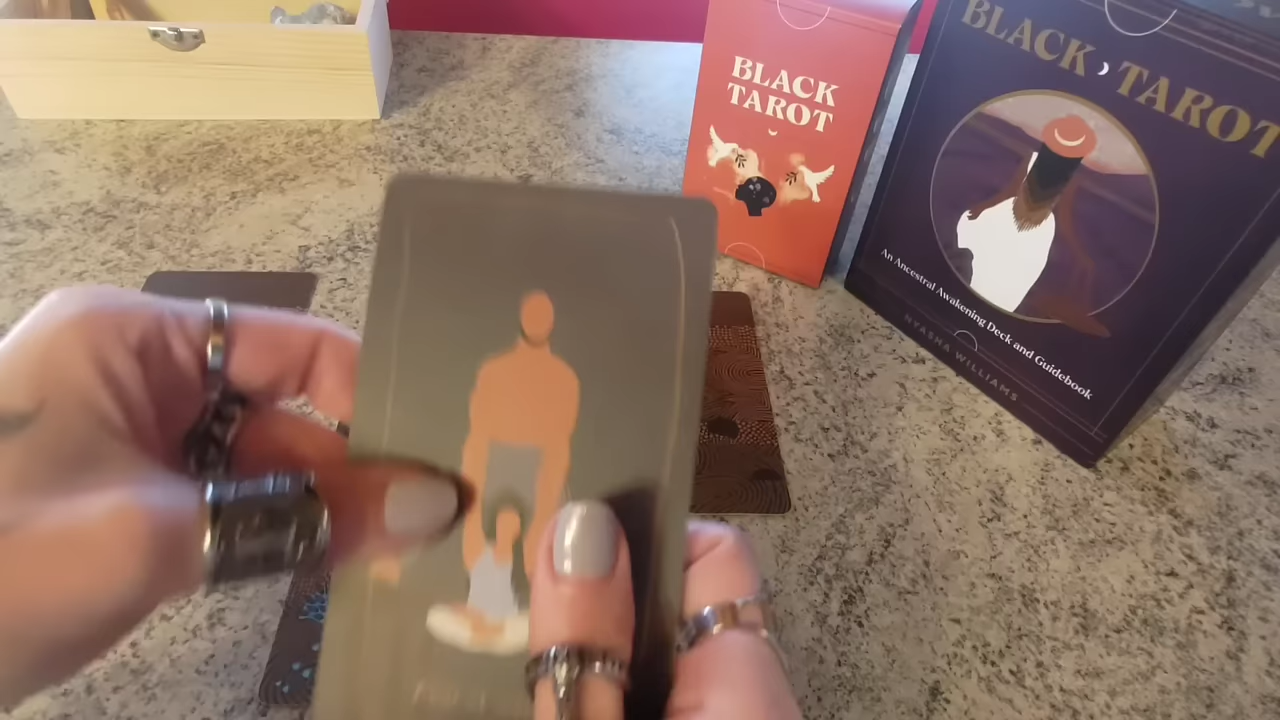 BLACK
TAROT
BLACK TAROT
An Ancestral Awakening Deck and Guidebook
NYASHA WILLIAMS